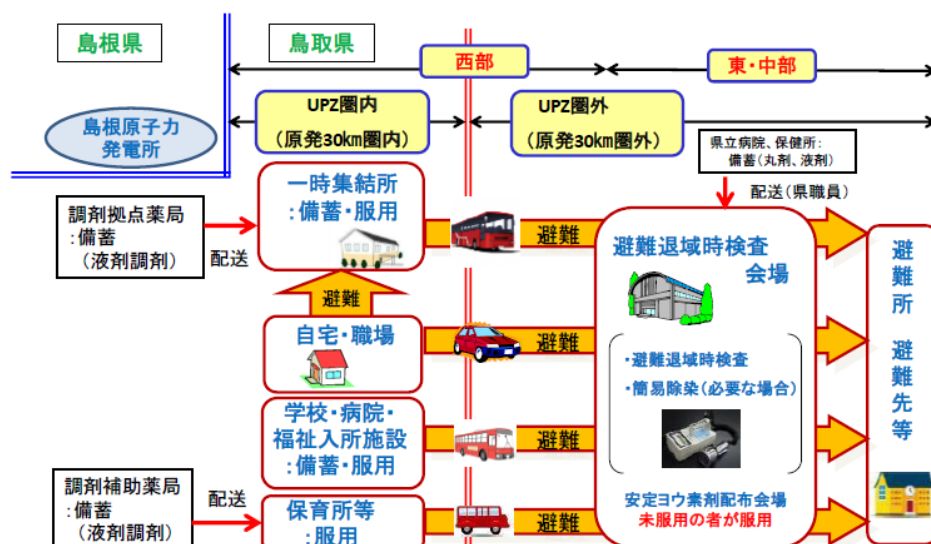 島根県
鳥取県
西部
東・中部
島根原子力
発電所
UPZ圏内
(原発30km圏内)
UPZ圏外
(原発30km圏外)
県立病院、保健所:
備蓄(丸剤、液剤)
配送(県職員)
調剤拠点薬局
:備蓄
(液剤調剤)
配送
一時集結所
:備蓄・服用
避難
避難
自宅・職場
避難
学校・病院・
福祉入所施設
:備蓄・服用
避難
調剤補助薬局
:備蓄
(液剤調剤)
配送
保育所等
:服用
避難
避難退域時検査
会場
・避難退域時検査
・簡易除染(必要な場合)
安定ヨウ素剤配布会場
未服用の者が服用
避難所
避難先等